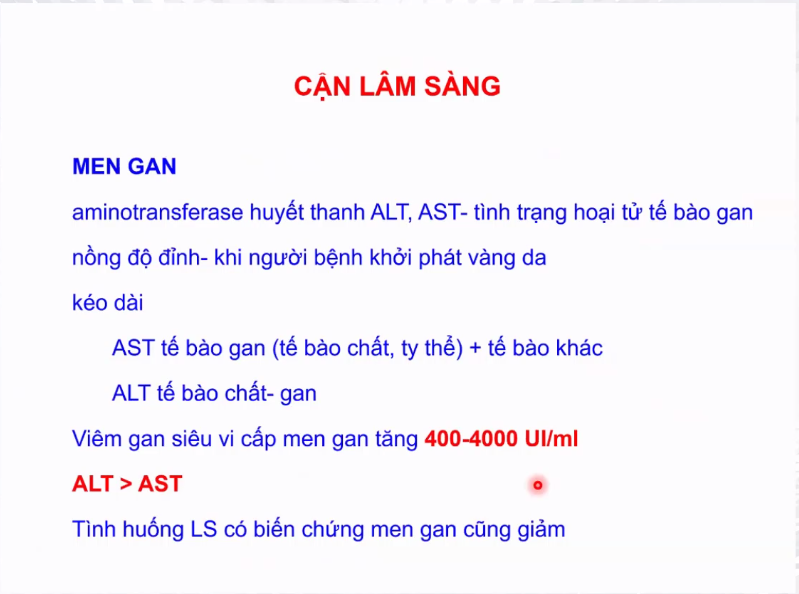 CẬN LÂM SÀNG
MEN GAN
aminotransferase huyết thanh ALT, AST- tình trạng hoại tử tế bào gan
nồng độ đỉnh- khi người bệnh khởi phát vàng da
kéo dài
AST tế bào gan (tế bào chất, ty thể) + tế bào khác
ALT tế bào chất- gan
Viêm gan siêu vi cấp men gan tăng 400-4000 UI/ml
ALT > AST
Tình huống LS có biến chứng men gan cũng giảm